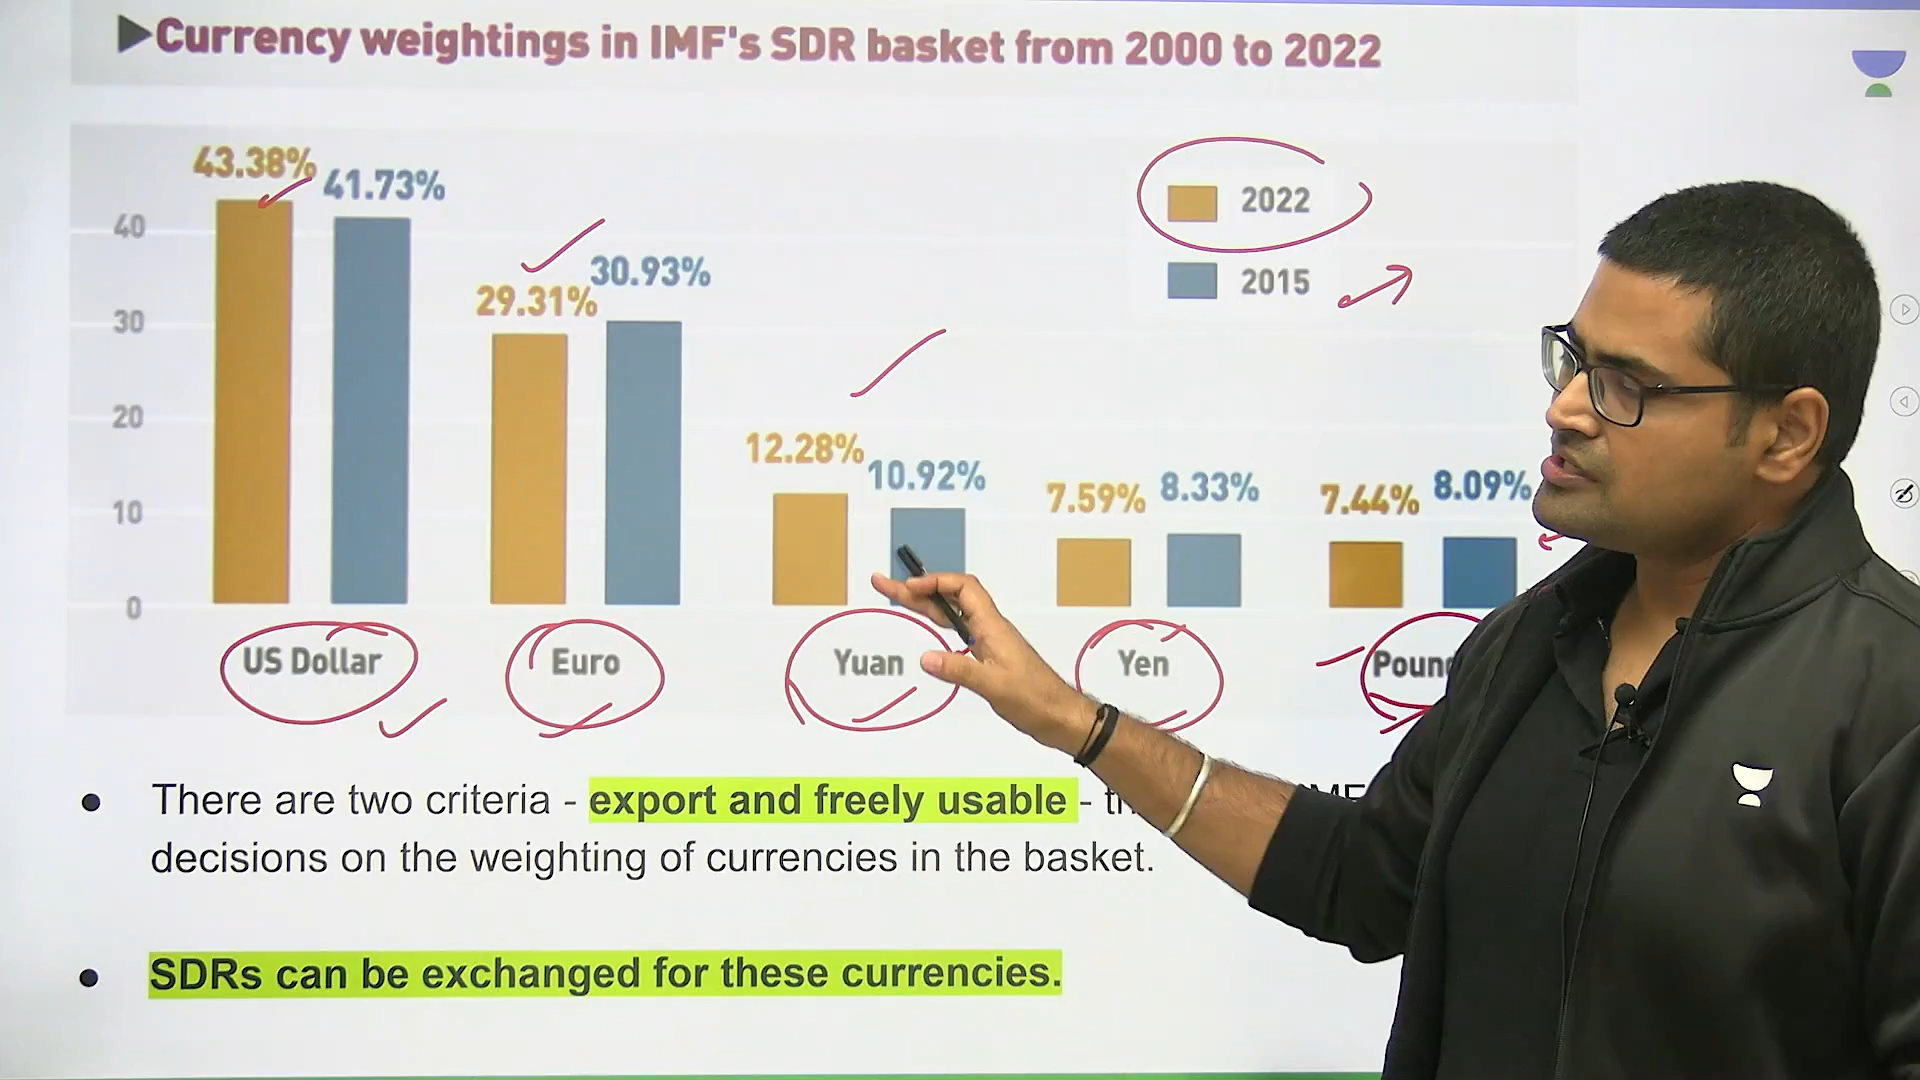 Currency weightings in IMF's SDR basket from 2000 to 2022
43.38%
41.73%
2022
40
2015
30.93%
29.31%
30
20
12.28%
10.92%
7.59%
8.33%
7.44%
8.09%
10
0
US Dollar
Euro
Yuan
Yen
There are two criteria - export and freely usable -
decisions on the weighting of currencies in the basket.
SDRs can be exchanged for these currencies.